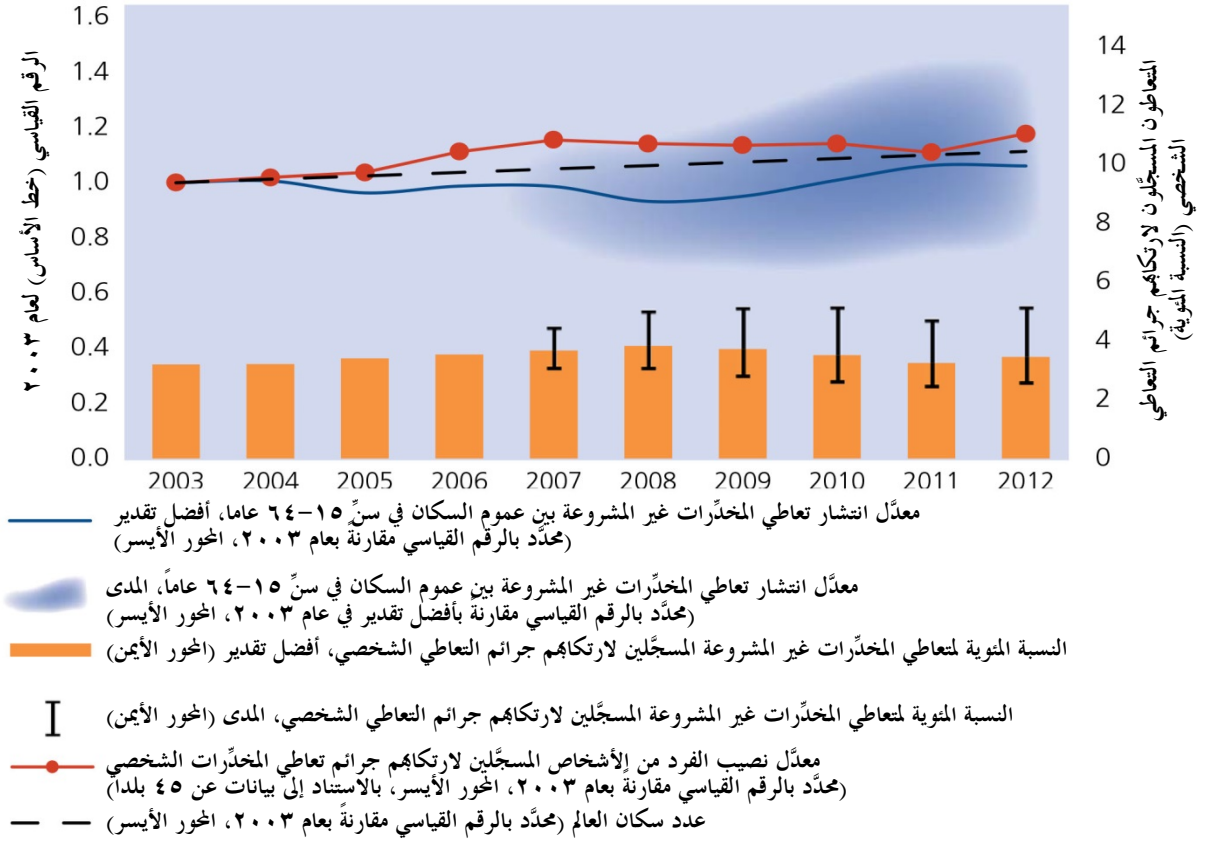 1.6
1.4
1.2
1.0
0.8
0.6
0.4
0.2
0.0
الرقم القياسي (خط الأساس) لعام ٢٠٠٣
14
12
10
8
6
4
2
0
المتعاطون المسجَّلون لارتكابهم جرائم التعاطي
الشخصي (النسبة المئوية)
2003 2004 2005 2006 2007 2008 2009 2010 2011 2012
معدَّل انتشار تعاطي المخدِّرات غير المشروعة بين عموم السكان في سنِّ ١٥-٦٤ عاما، أفضل تقدير
(محدَّد بالرقم القياسي مقارنةً بعام ٢٠٠٣، المحور الأيسر)
معدَّل انتشار تعاطي المخدِّرات غير المشروعة بين عموم السكان في سنِّ ١٥-٦٤ عاماً، المدى
(محدَّد بالرقم القياسي مقارنةً بأفضل تقدير في عام ٢٠٠٣، المحور الأيسر)
النسبة المئوية لمتعاطي المخدِّرات غير المشروعة المسجَّلين لارتكابهم جرائم التعاطي الشخصي، أفضل تقدير (المحور الأيمن)
النسبة المئوية لمتعاطي المخدِّرات غير المشروعة المسجَّلين لارتكابهم جرائم التعاطي الشخصي، المدى (المحور الأيمن)
معدَّل نصيب الفرد من الأشخاص المسجَّلين لارتكابهم جرائم تعاطي المخدِّرات الشخصي
(محدَّد بالرقم القياسي مقارنةً بعام ٢٠٠٣، المحور الأيسر، بالاستناد إلى بيانات عن ٤٥ بلدا)
عدد سكان العالم (محدَّد بالرقم القياسي مقارنةً بعام ٢٠٠٣، المحور الأيسر)